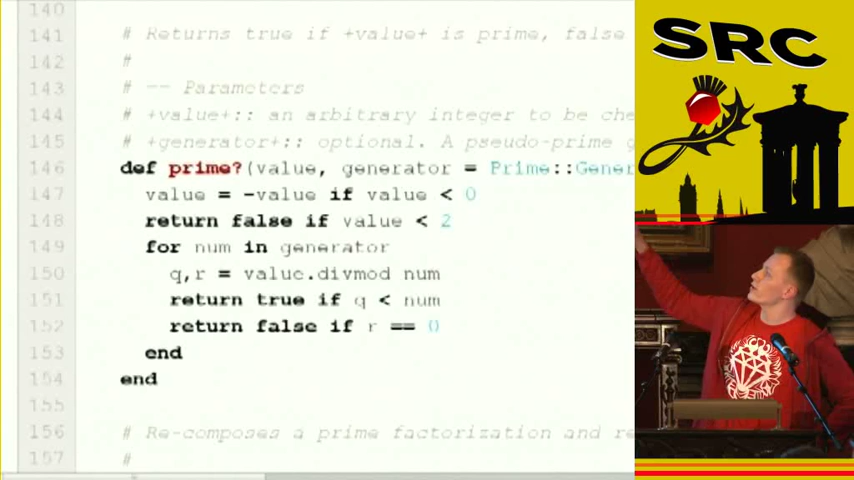 140
141 # Returns true if +value+ is prime, false
142 #
143 # -- Parameters
144 # +value+:: an arbitrary integer to be che
145 # +generator+:: optional. A pseudo-prime g
146 def prime?(value, generator = Prime::Gener
147 value = -value if value < 0
148 return false if value < 2
149 for num in generator
150 q,r = value.divmod num
151 return true if q < num
152 return false if r == 0
153 end
154 end
155
156 # Re-composes a prime factorization and re
157 #
SRC